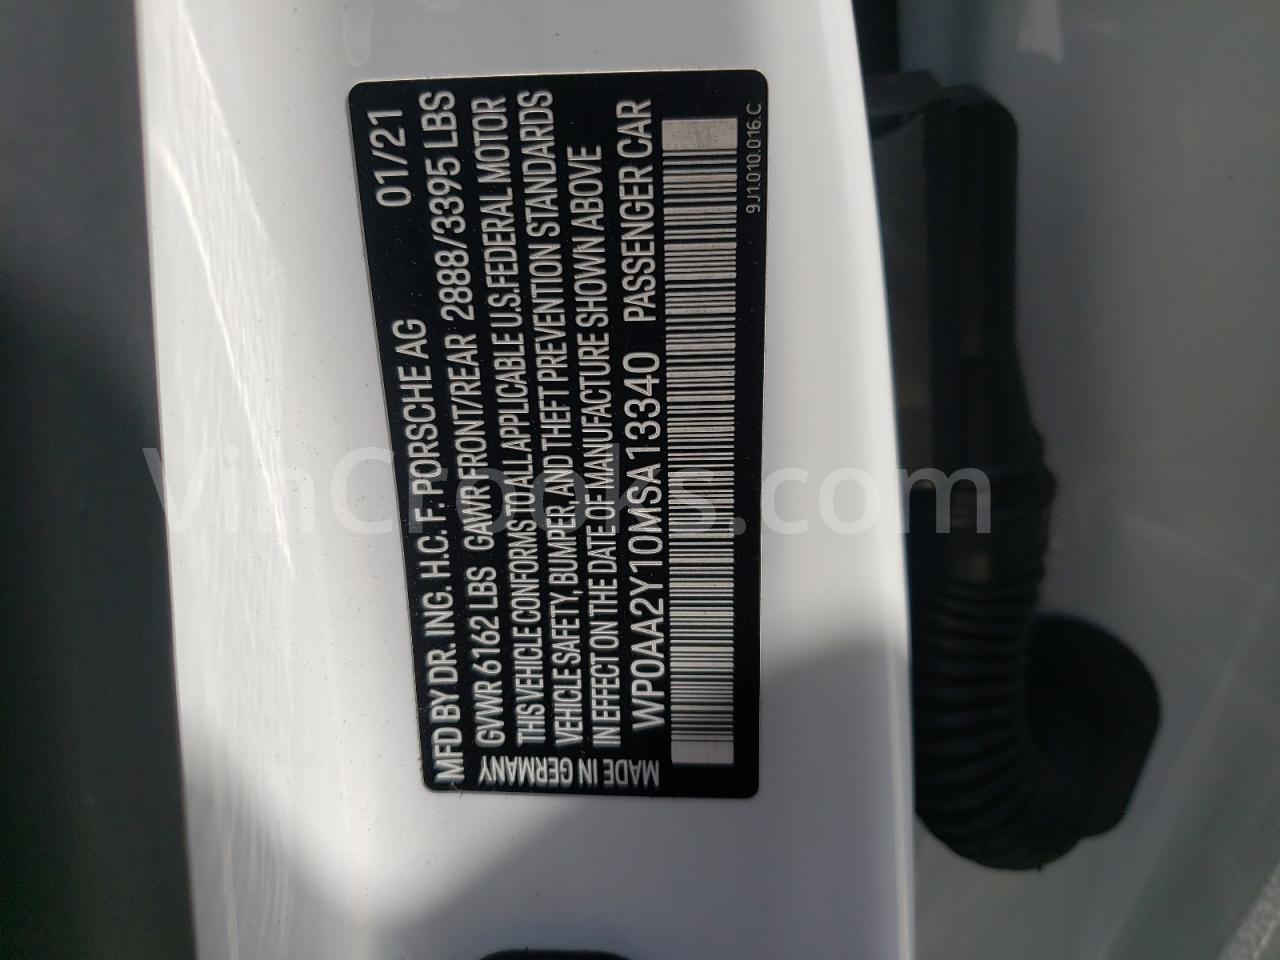 MFD BY DR. ING. H.C. F. PORSCHE AG 01/21
GVWR 6162 LBS GAWR FRONT/REAR 2888/3395 LBS
THIS VEHICLE CONFORMS TO ALL APPLICABLE U.S. FEDERAL MOTOR
VEHICLE SAFETY, BUMPER, AND THEFT PREVENTION STANDARDS
IN EFFECT ON THE DATE OF MANUFACTURE SHOWN ABOVE
WP0AA2Y10MSA13340 PASSENGER CAR
MADE IN GERMANY
9J1.010.016.C
VinCrooks.com